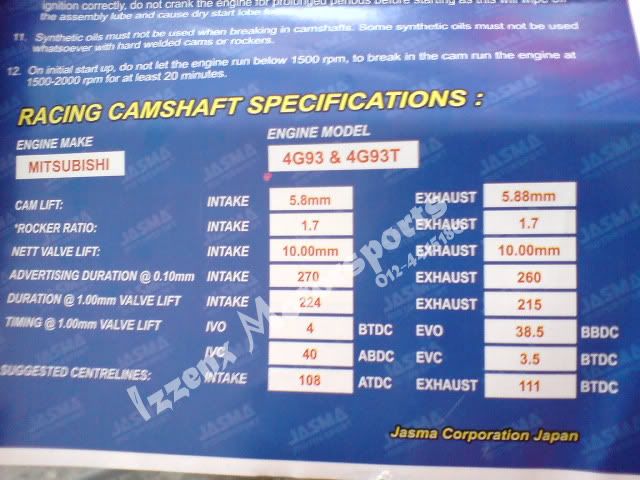 ignition correctly, do not crank the engine for prolonged periods before starting as this will wipe off
the assembly lube and cause dry start lobe
11. Synthetic oils must not be used when breaking in camshafts. Some synthetic oils must not be used
whatsoever with hard welded cams or rockers.
12. On initial start up, do not let the engine run below 1500 rpm, to break in the cam run the engine at
1500-2000 rpm for at least 20 minutes.
RACING CAMSHAFT SPECIFICATIONS :
ENGINE MAKE ENGINE MODEL
MITSUBISHI 4G93 & 4G93T
CAM LIFT: INTAKE 5.8mm EXHAUST 5.88mm
*ROCKER RATIO: INTAKE 1.7 EXHAUST 1.7
NETT VALVE LIFT: INTAKE 10.00mm EXHAUST 10.00mm
ADVERTISING DURATION @ 0.10mm INTAKE 270 EXHAUST 260
DURATION @ 1.00mm VALVE LIFT INTAKE 224 EXHAUST 215
TIMING @ 1.00mm VALVE LIFT IVO 4 BTDC EVO 38.5 BBDC
IVC 40 ABDC EVC 3.5 BTDC
SUGGESTED CENTRELINES: INTAKE 108 ATDC EXHAUST 111 BTDC
Jasma Corporation Japan
Izzenx Motorsports
JASMA